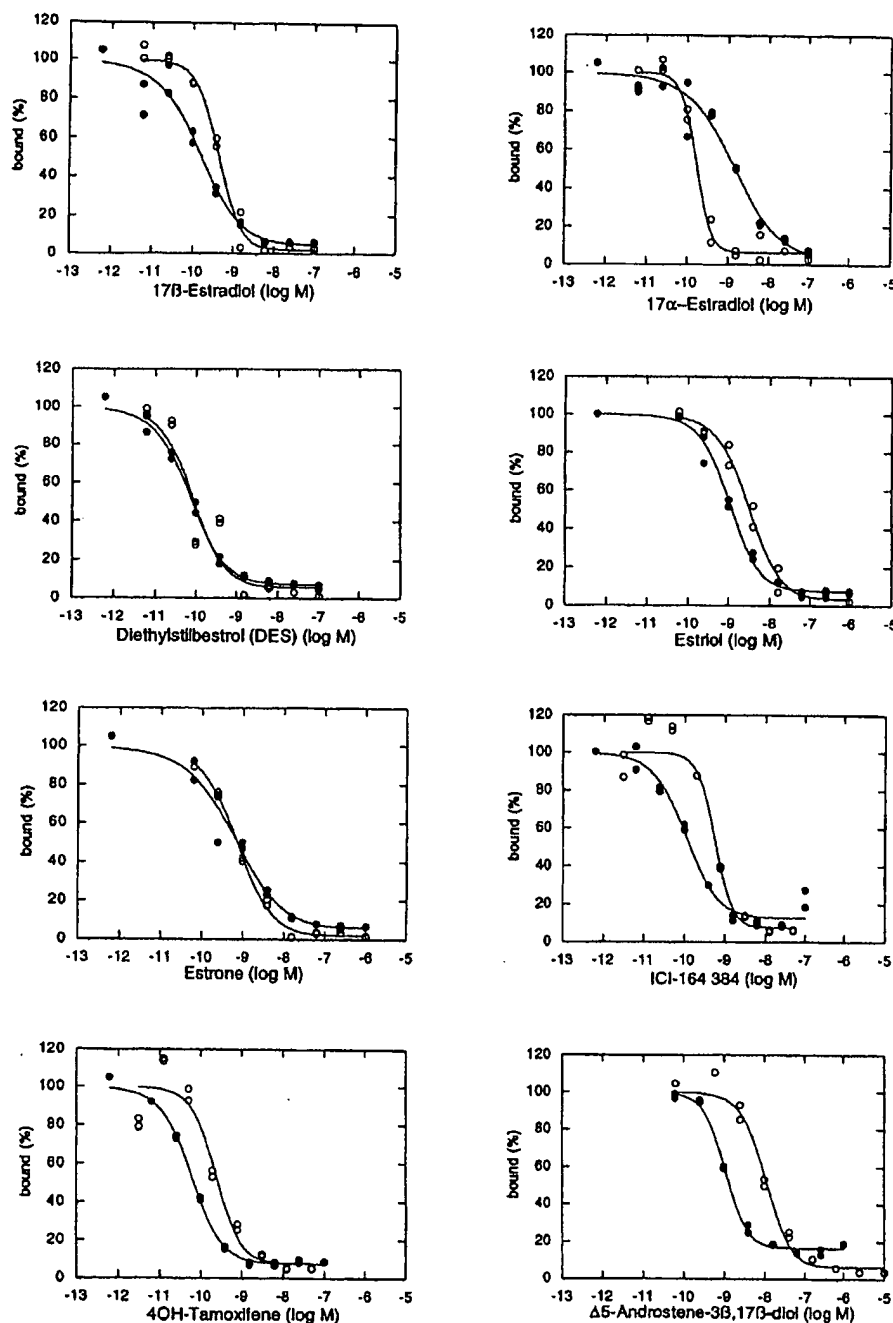 120
100
80
60
40
20
0
bound (%)
-13 -12 -11 -10 -9 -8 -7 -6 -5
17ß-Estradiol (log M)
120
100
80
60
40
20
0
bound (%)
-13 -12 -11 -10 -9 -8 -7 -6 -5
17α--Estradiol (log M)
120
100
80
60
40
20
0
bound (%)
-13 -12 -11 -10 -9 -8 -7 -6 -5
Diethylstilbestrol (DES) (log M)
120
100
80
60
40
20
0
bound (%)
-13 -12 -11 -10 -9 -8 -7 -6 -5
Estriol (log M)
120
100
80
60
40
20
0
bound (%)
-13 -12 -11 -10 -9 -8 -7 -6 -5
Estrone (log M)
120
100
80
60
40
20
0
bound (%)
-13 -12 -11 -10 -9 -8 -7 -6 -5
ICI-164 384 (log M)
120
100
80
60
40
20
0
bound (%)
-13 -12 -11 -10 -9 -8 -7 -6 -5
4OH-Tamoxifene (log M)
120
100
80
60
40
20
0
bound (%)
-13 -12 -11 -10 -9 -8 -7 -6 -5
Δ5-Androstene-3ß,17ß-diol (log M)